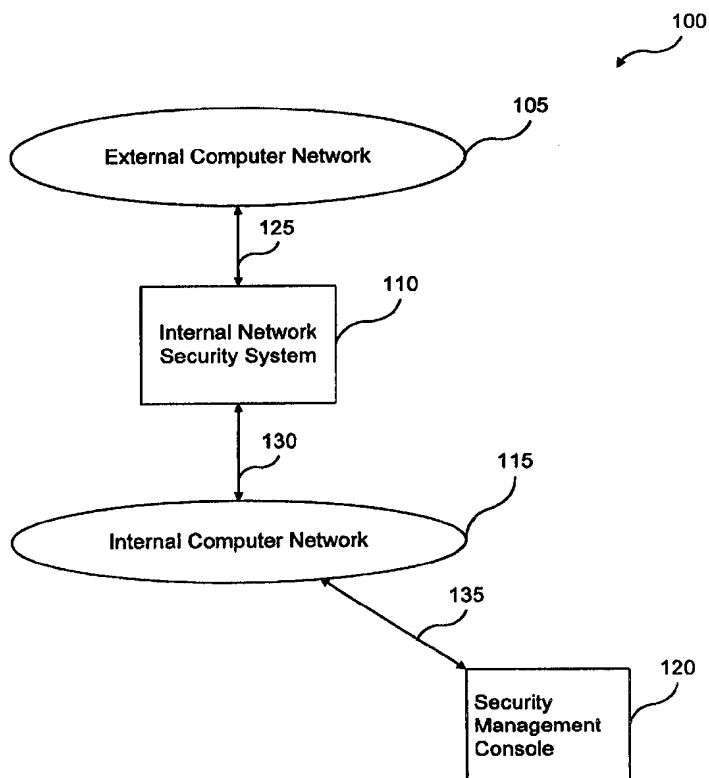 100
105
External Computer Network
125
110
Internal Network
Security System
130
115
Internal Computer Network
135
120
Security
Management
Console